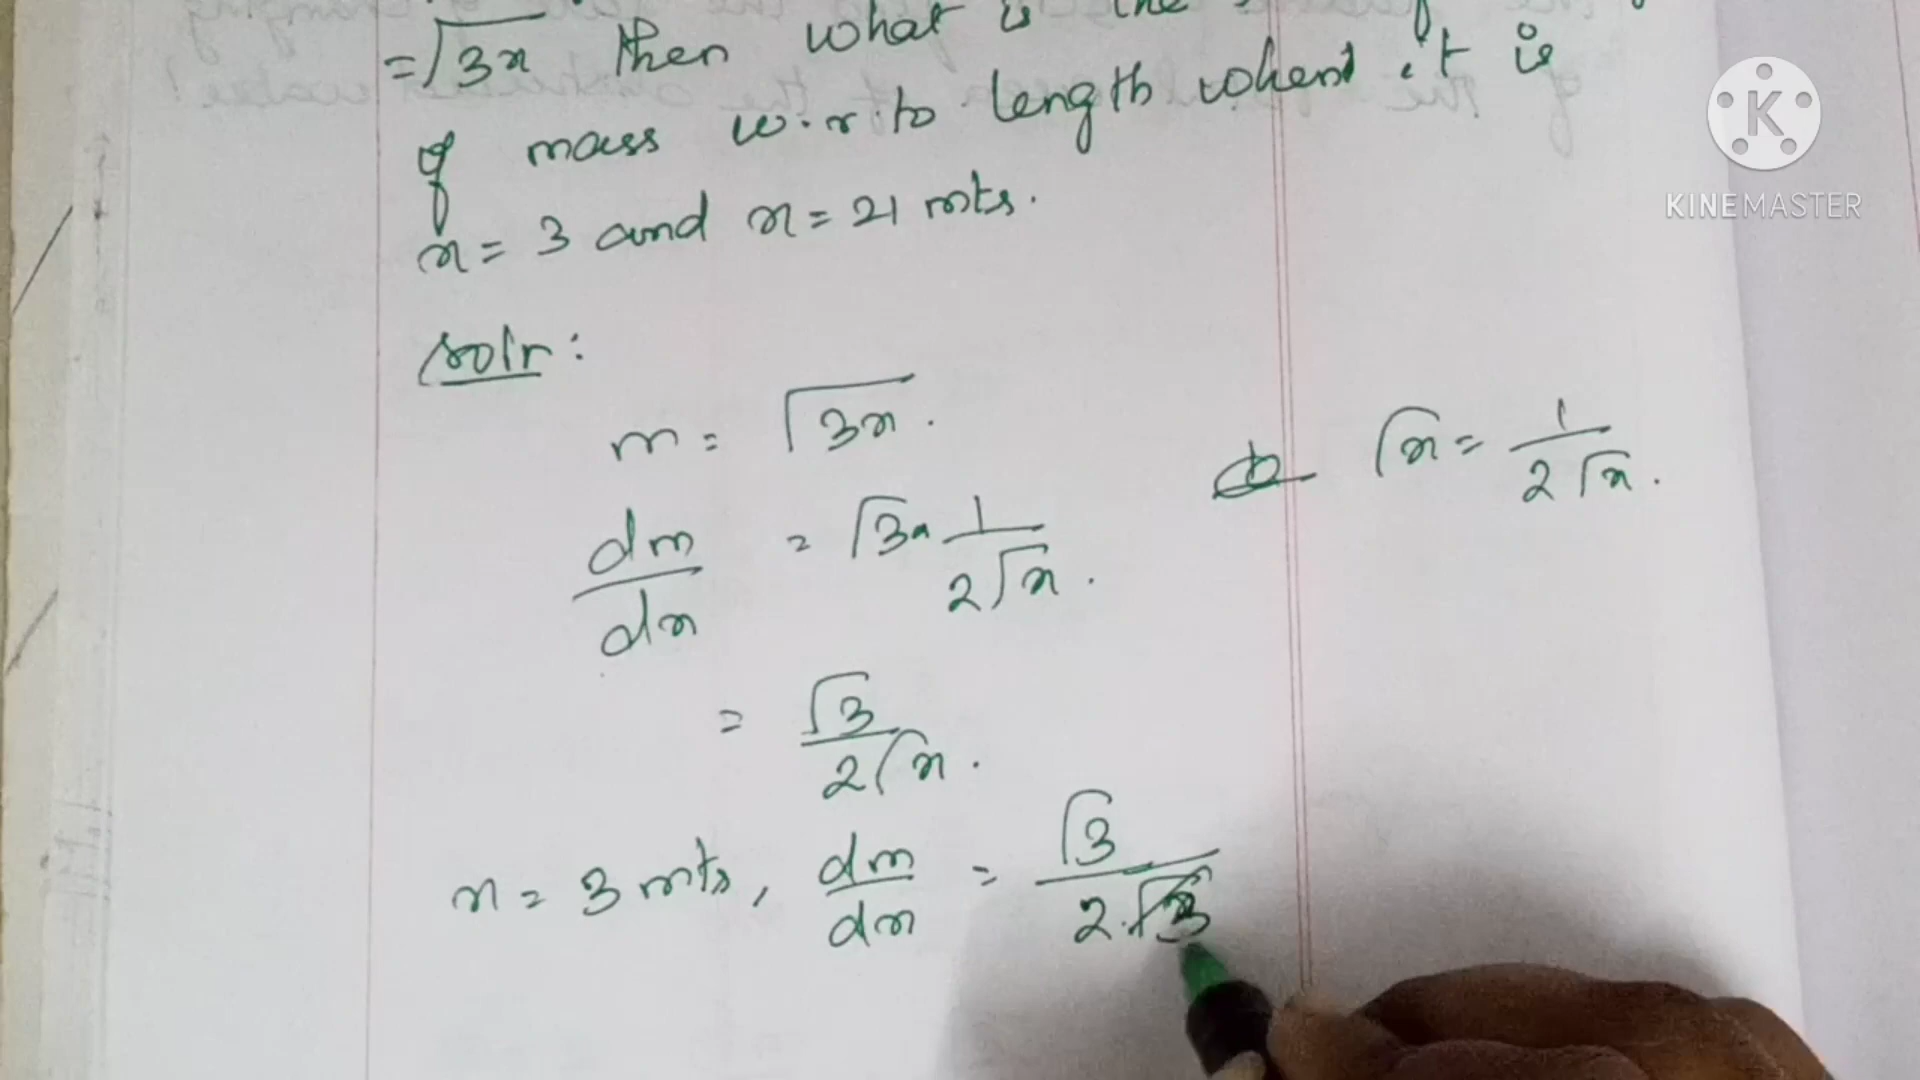 =√3x then what is the
of mass w.r.to length when it is
x = 3 and x = 21 mts.
K
KINEMASTER
Soln:
m = √3x.
√x = 1/2√x.
dm/dx = √3 × 1/2√x.
= √3/2√x.
x = 3 mts, dm/dx = √3/2.√3